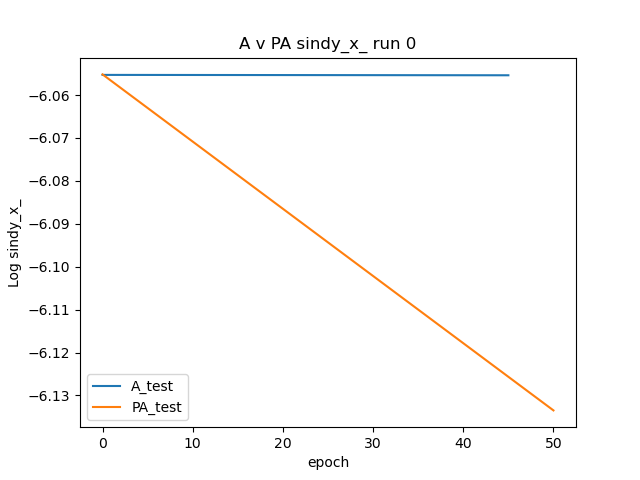 A v PA sindy_x_ run 0
Log sindy_x_
−6.06
−6.07
−6.08
−6.09
−6.10
−6.11
−6.12
−6.13
A_test
PA_test
0 10 20 30 40 50
epoch